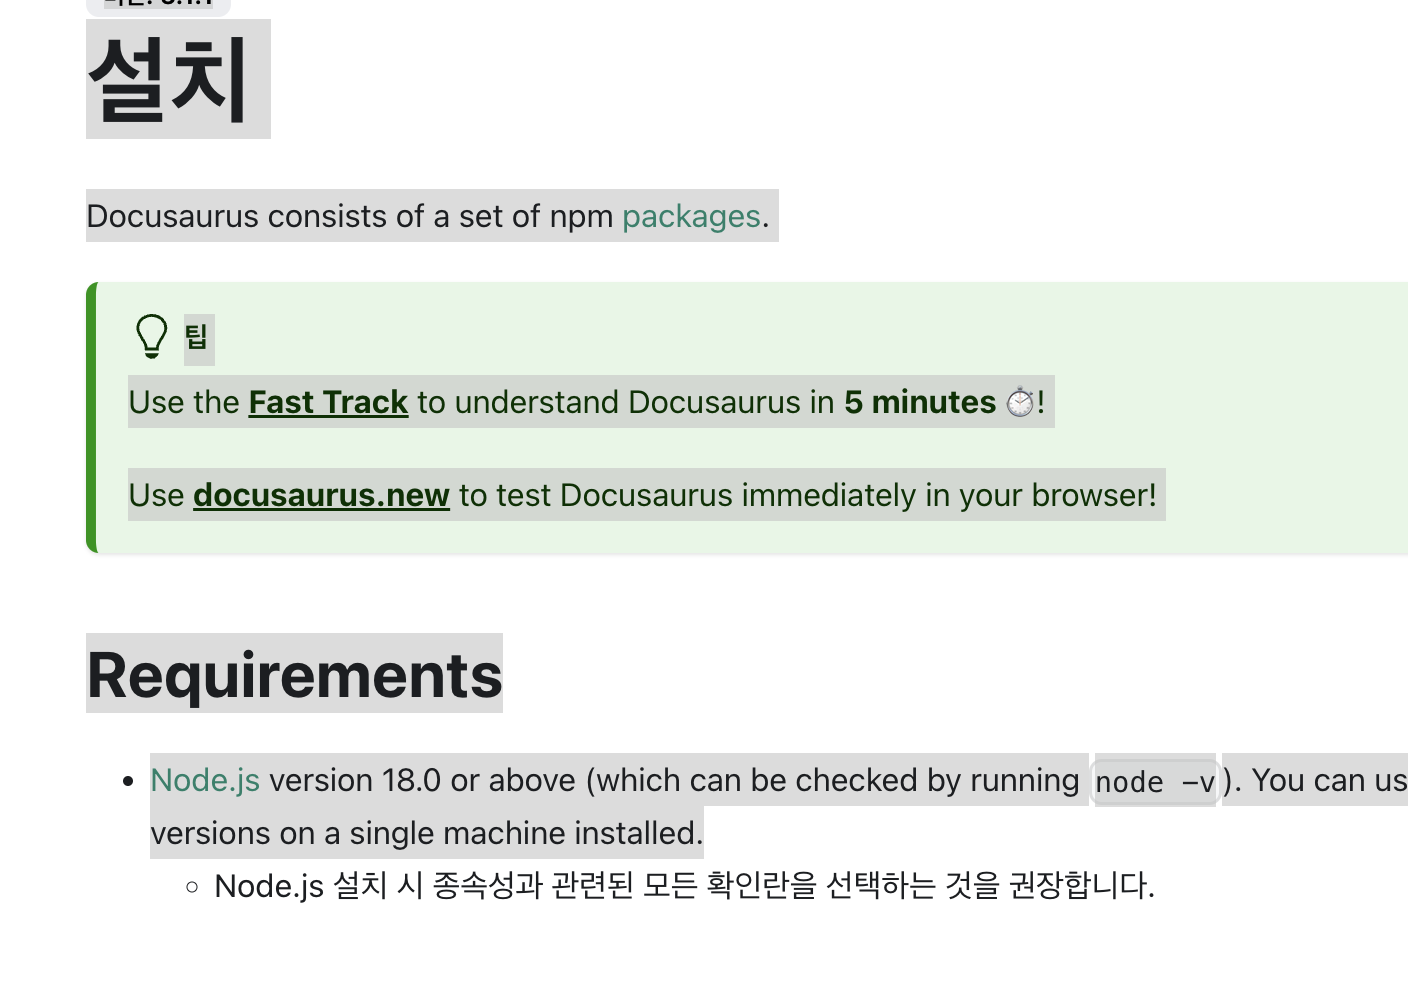 설치
Docusaurus consists of a set of npm packages.
팁
Use the Fast Track to understand Docusaurus in 5 minutes ⏱️!
Use docusaurus.new to test Docusaurus immediately in your browser!
Requirements
Node.js version 18.0 or above (which can be checked by running node -v). You can us
versions on a single machine installed.
Node.js 설치 시 종속성과 관련된 모든 확인란을 선택하는 것을 권장합니다.